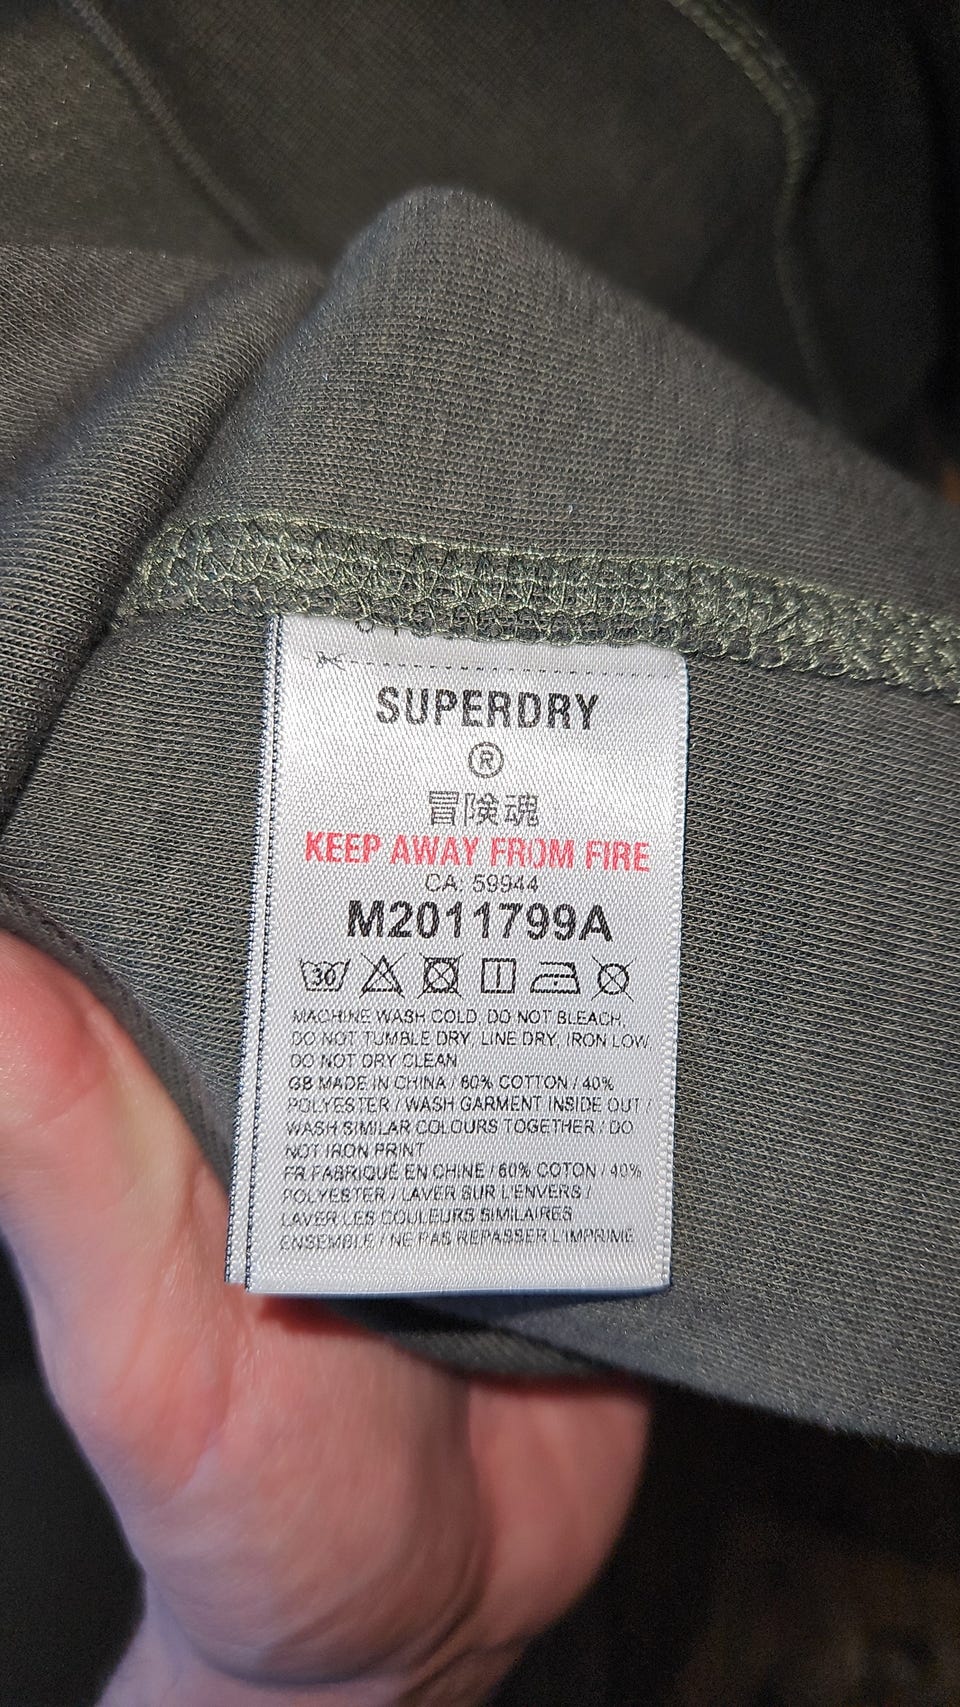 SUPERDRY
®
冒険魂
KEEP AWAY FROM FIRE
CA: 59944
M2011799A
30
MACHINE WASH COLD, DO NOT BLEACH,
DO NOT TUMBLE DRY, LINE DRY, IRON LOW
DO NOT DRY CLEAN
GB MADE IN CHINA / 60% COTTON / 40%
POLYESTER / WASH GARMENT INSIDE OUT /
WASH SIMILAR COLOURS TOGETHER / DO
NOT IRON PRINT
FR FABRIQUÉ EN CHINE / 60% COTON / 40%
POLYESTER / LAVER SUR L'ENVERS /
LAVER LES COULEURS SIMILAIRES
ENSEMBLE / NE PAS REPASSER L'IMPRIMÉ